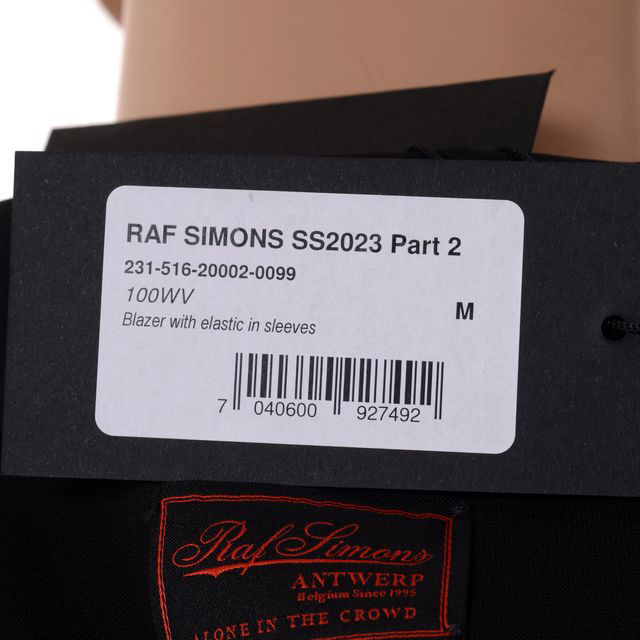 RAF SIMONS SS2023 Part 2
231-516-20002-0099
100WV
M
Blazer with elastic in sleeves
7 040600 927492
Raf Simons
ANTWERP
Belgium Since 1995
ALONE IN THE CROWD